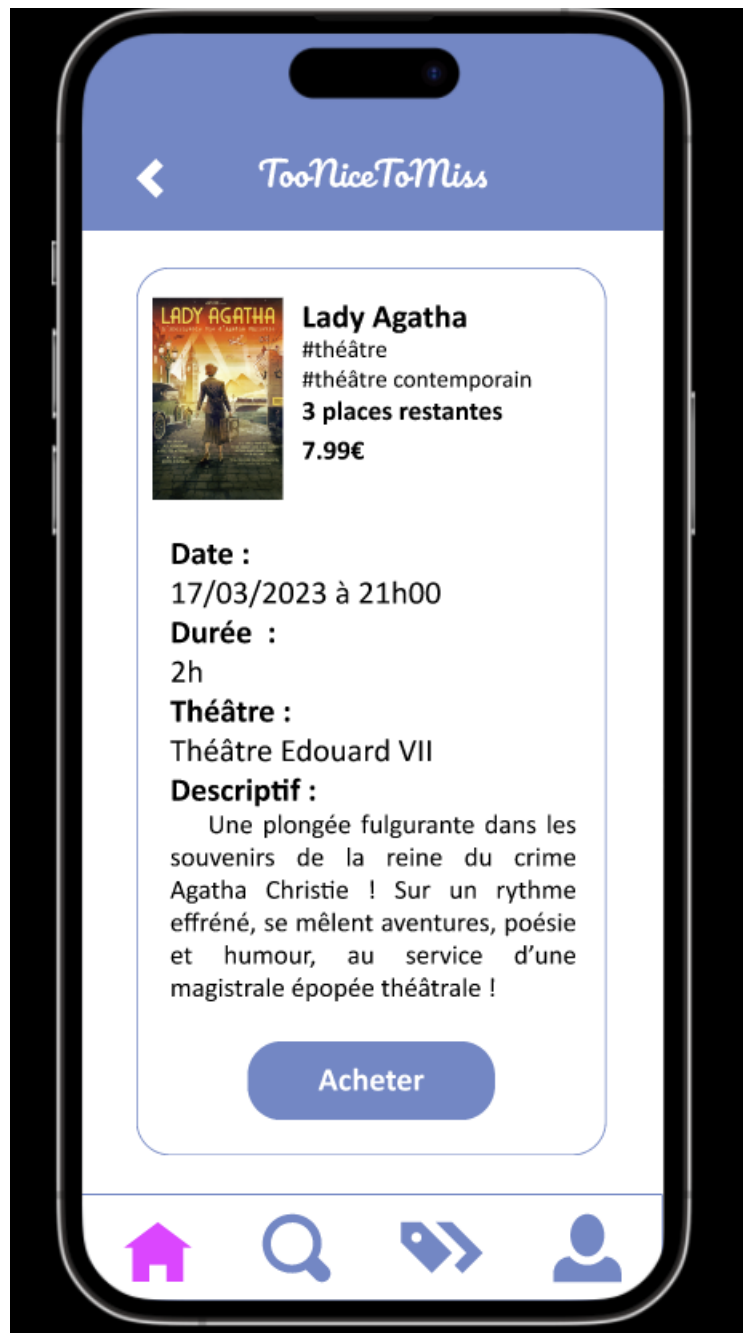 TooNiceToMiss
LADY AGATHA
Lady Agatha
#théâtre
#théâtre contemporain
3 places restantes
7.99€
Date :
17/03/2023 à 21h00
Durée  :
2h
Théâtre :
Théâtre Edouard VII
Descriptif :
Une plongée fulgurante dans les
souvenirs de la reine du crime
Agatha Christie ! Sur un rythme
effréné, se mêlent aventures, poésie
et humour, au service d’une
magistrale épopée théâtrale !
Acheter